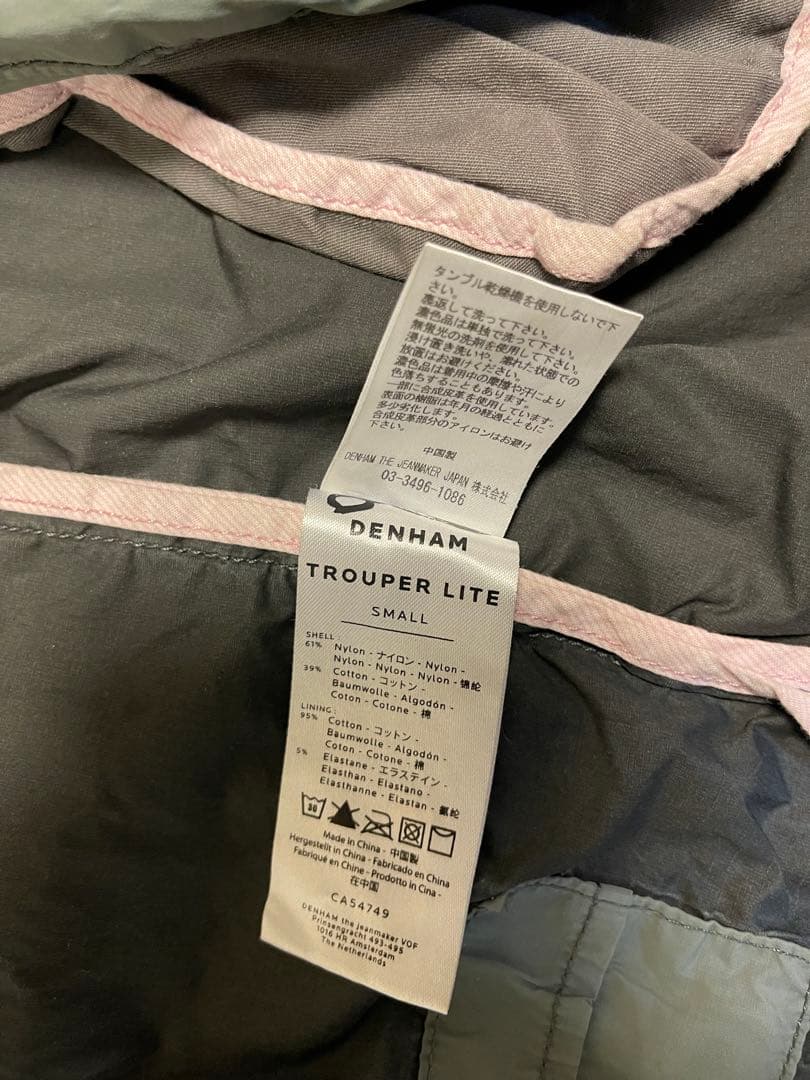 タンブル乾燥機を使用しないで下
さい。
裏返して洗って下さい。
濃色品は単独で洗って下さい。
無蛍光の洗剤を使用して下さい。
浸け置き洗いや、濡れた状態での
放置はお避けください。
濃色品は着用中の摩擦や汗により
色落ちすることもあります。
一部に合成皮革を使用しています。
表面の樹脂は年月の経過とともに
多少劣化します。
合成皮革部分のアイロンはお避け
下さい。
中国製
DENHAM THE JEANMAKER JAPAN 株式会社
03-3496-1086
DENHAM
TROUPER LITE
SMALL
SHELL :
61% Nylon - ナイロン - Nylon -
Nylon - Nylon - Nylon - 锦纶
39% Cotton - コットン -
Baumwolle - Algodón -
Coton - Cotone - 棉
LINING :
95% Cotton - コットン -
Baumwolle - Algodón -
Coton - Cotone - 棉
5% Elastane - エラステイン -
Elasthan - Elastano -
Elasthanne - Elastan - 氨纶
30
Made in China - 中国製
Hergestellt in China - Fabricado en China
Fabriqué en Chine - Prodotto in Cina -
在中国
CA54749
DENHAM the jeanmaker VOF
Prinsengracht 493-495
1016 HR Amsterdam
The Netherlands